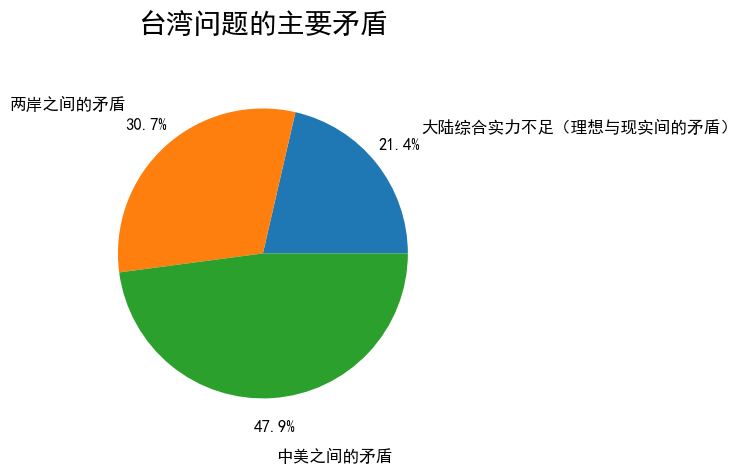 台湾问题的主要矛盾
两岸之间的矛盾
30.7%
大陆综合实力不足（理想与现实间的矛盾）
21.4%
47.9%
中美之间的矛盾